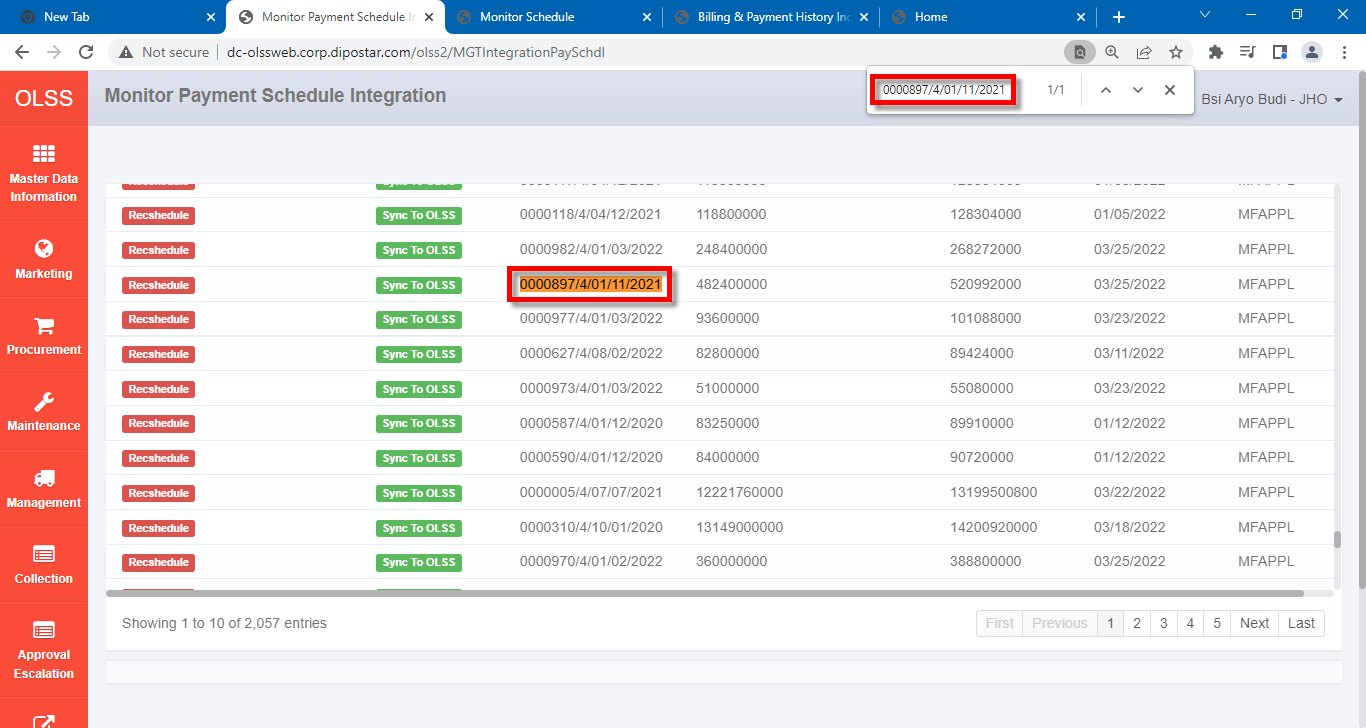 New Tab
Monitor Payment Schedule In
Monitor Schedule
Billing & Payment History Inc
Home
Not secure dc-olssweb.corp.dipostar.com/olss2/MGTIntegrationPaySchdl
OLSS
Monitor Payment Schedule Integration
0000897/4/01/11/2021 1/1
Bsi Aryo Budi - JHO
Master Data
Information
Marketing
Procurement
Maintenance
Management
Collection
Approval
Escalation
Recshedule Sync To OLSS 0000118/4/04/12/2021 118800000 128304000 01/05/2022 MFAPPL
Recshedule Sync To OLSS 0000982/4/01/03/2022 248400000 268272000 03/25/2022 MFAPPL
Recshedule Sync To OLSS 0000897/4/01/11/2021 482400000 520992000 03/25/2022 MFAPPL
Recshedule Sync To OLSS 0000977/4/01/03/2022 93600000 101088000 03/23/2022 MFAPPL
Recshedule Sync To OLSS 0000627/4/08/02/2022 82800000 89424000 03/11/2022 MFAPPL
Recshedule Sync To OLSS 0000973/4/01/03/2022 51000000 55080000 03/23/2022 MFAPPL
Recshedule Sync To OLSS 0000587/4/01/12/2020 83250000 89910000 01/12/2022 MFAPPL
Recshedule Sync To OLSS 0000590/4/01/12/2020 84000000 90720000 01/12/2022 MFAPPL
Recshedule Sync To OLSS 0000005/4/07/07/2021 12221760000 13199500800 03/22/2022 MFAPPL
Recshedule Sync To OLSS 0000310/4/10/01/2020 13149000000 14200920000 03/18/2022 MFAPPL
Recshedule Sync To OLSS 0000970/4/01/02/2022 360000000 388800000 03/25/2022 MFAPPL
Showing 1 to 10 of 2,057 entries
First Previous 1 2 3 4 5 Next Last